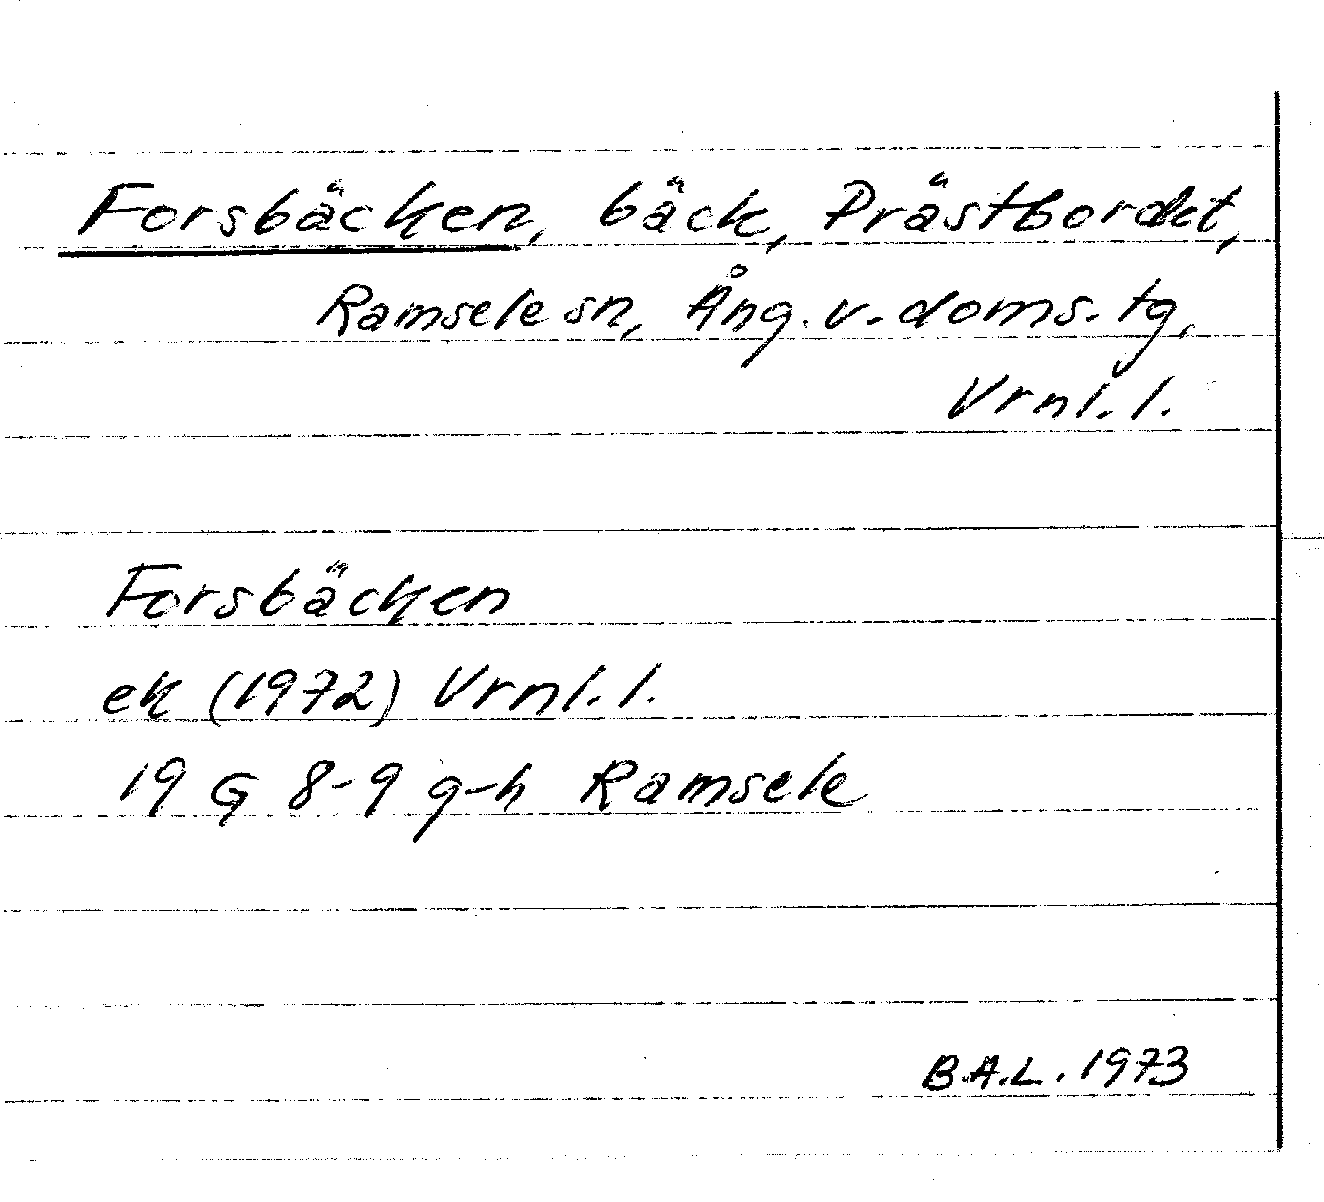 Forsbäcken, bäck, Prästbordet,
Ramsele sn, Ång. v. doms. tg,
Vrnl. l.
Forsbäcken
ek (1972) Vrnl. l.
19 G 8-9 g-h Ramsele
B.A.L. 1973